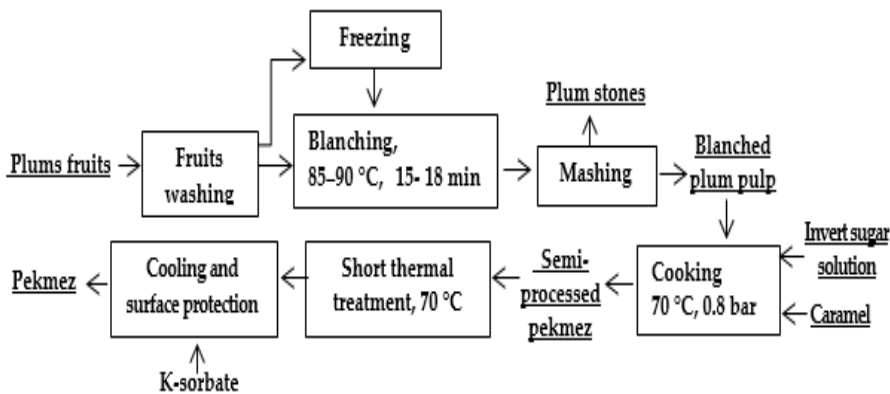 Freezing
Plum stones
Plums fruits
Fruits
washing
Blanching,
85–90 °C, 15- 18 min
Mashing
Blanched
plum pulp
Pekmez
Cooling and
surface protection
Short thermal
treatment, 70 °C
Semi-
processed
pekmez
Cooking
70 °C, 0.8 bar
Invert sugar
solution
Caramel
K-sorbate